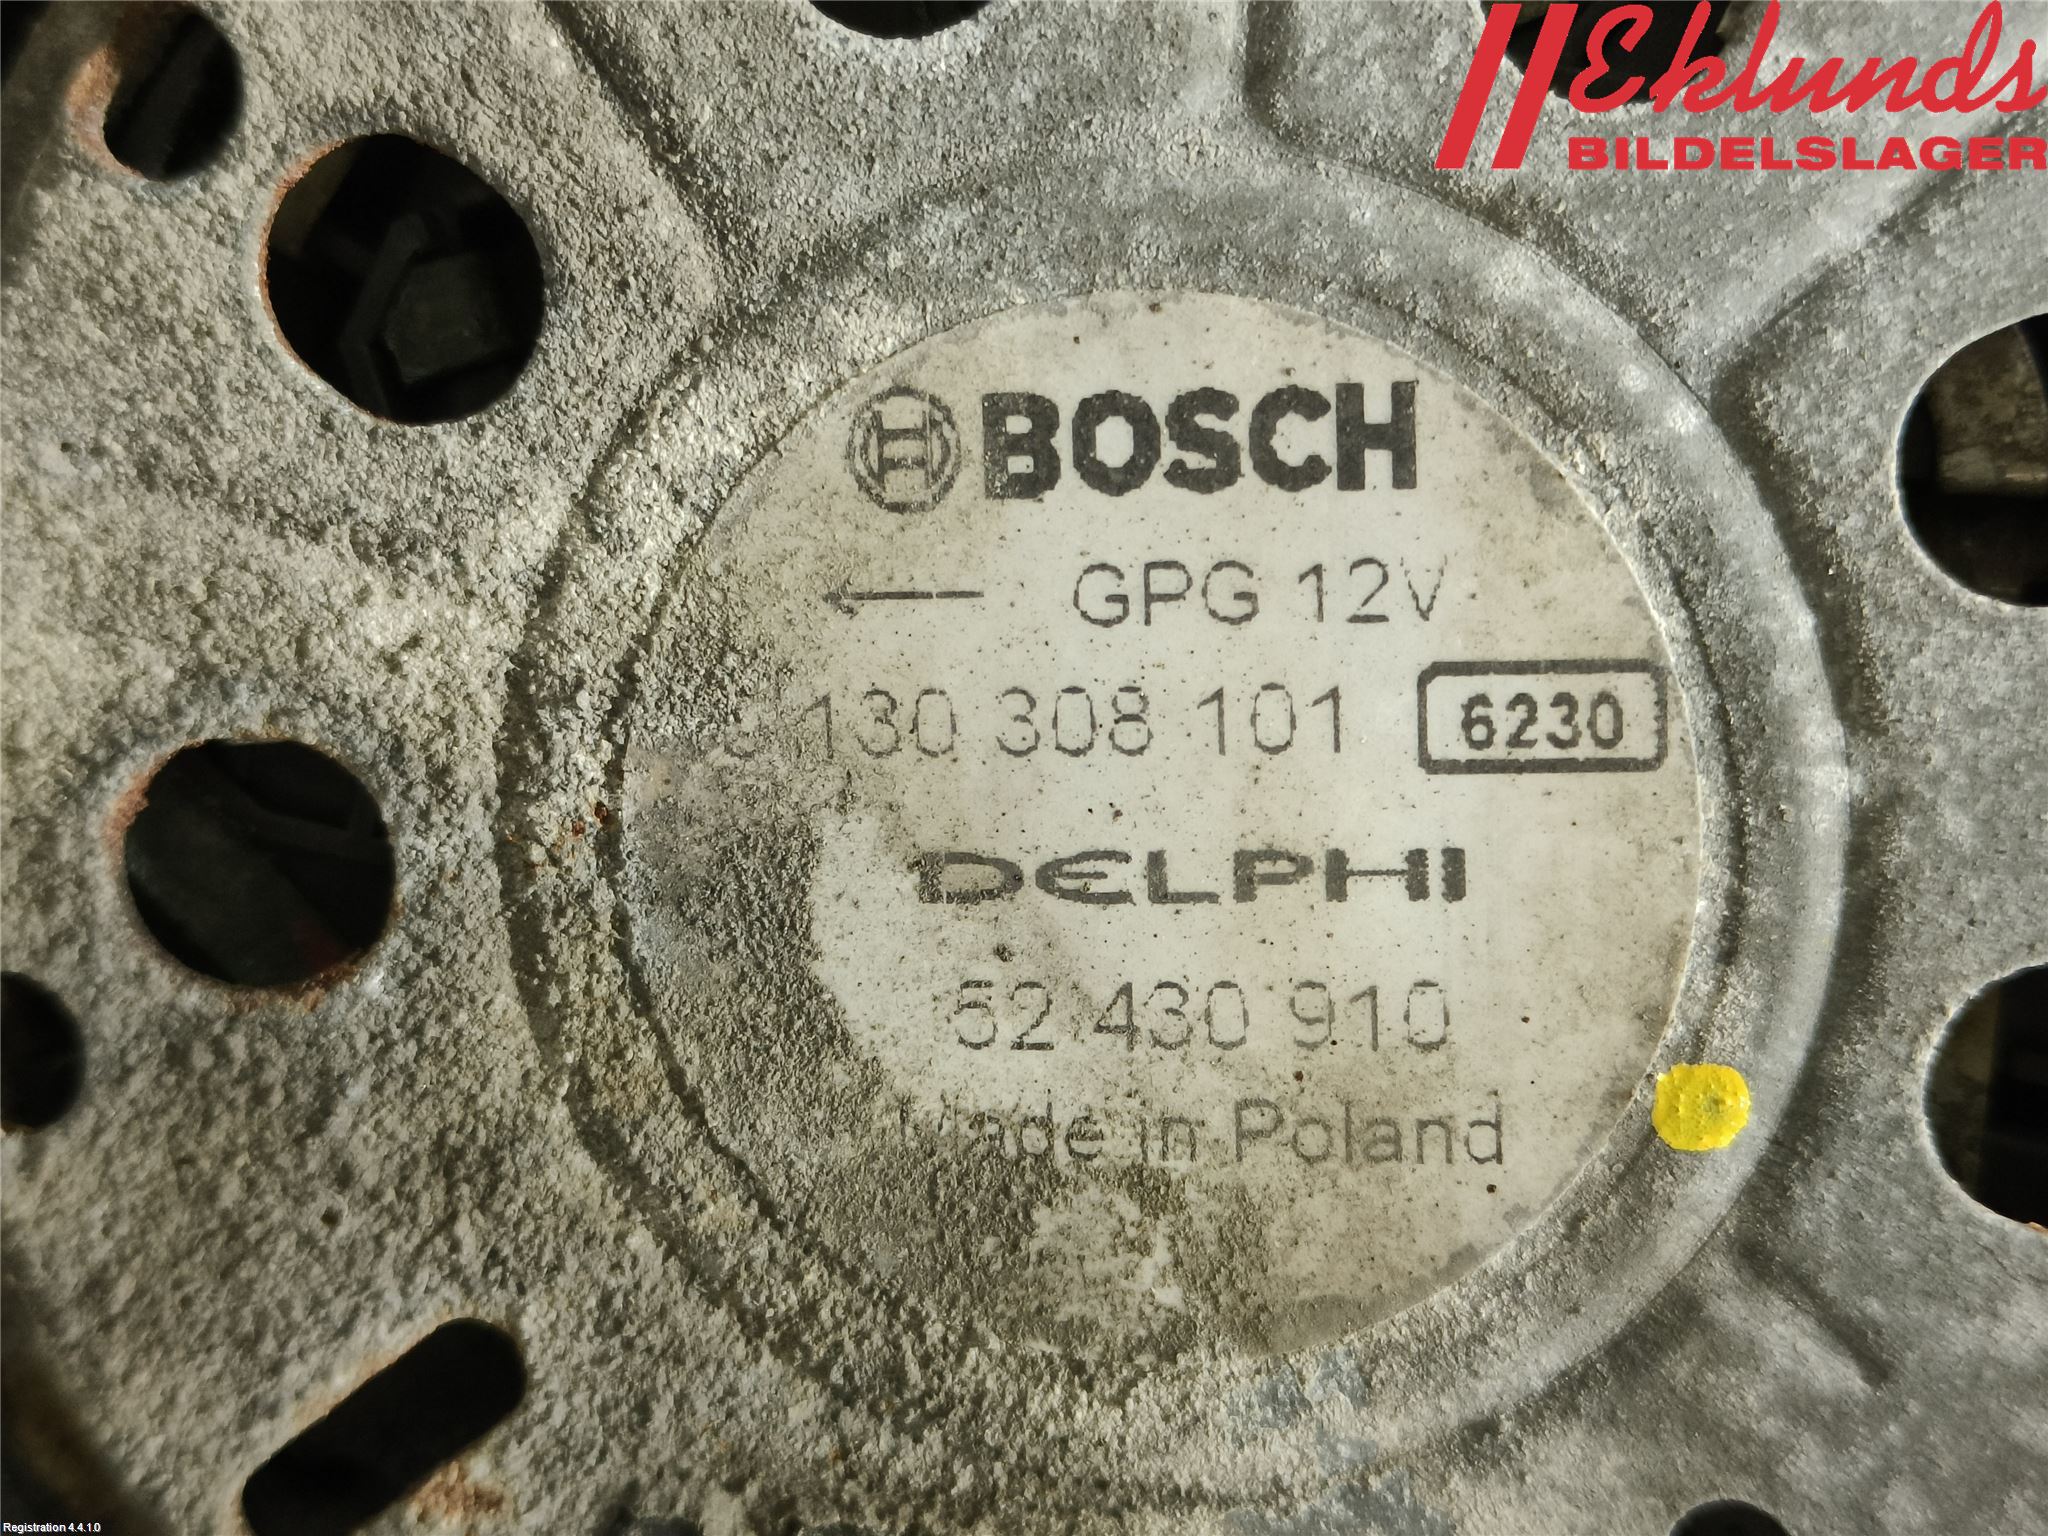 Eklunds
BILDELSLAGER
BOSCH
GPG 12V
130 308 101 6230
DELPHI
52 430 910
Made in Poland
Registration 4.4.1.0